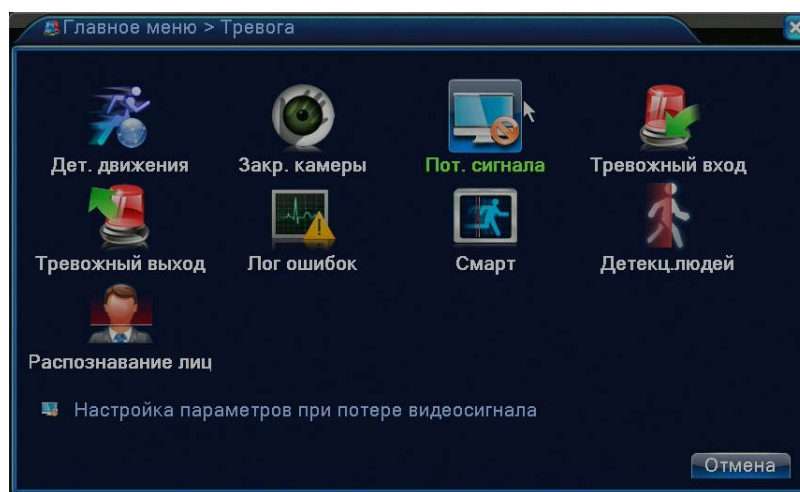 Главное меню > Тревога
Дет. движения Закр. камеры Пот. сигнала Тревожный вход
Тревожный выход Лог ошибок Смарт Детекц.людей
Распознавание лиц
Настройка параметров при потере видеосигнала
Отмена